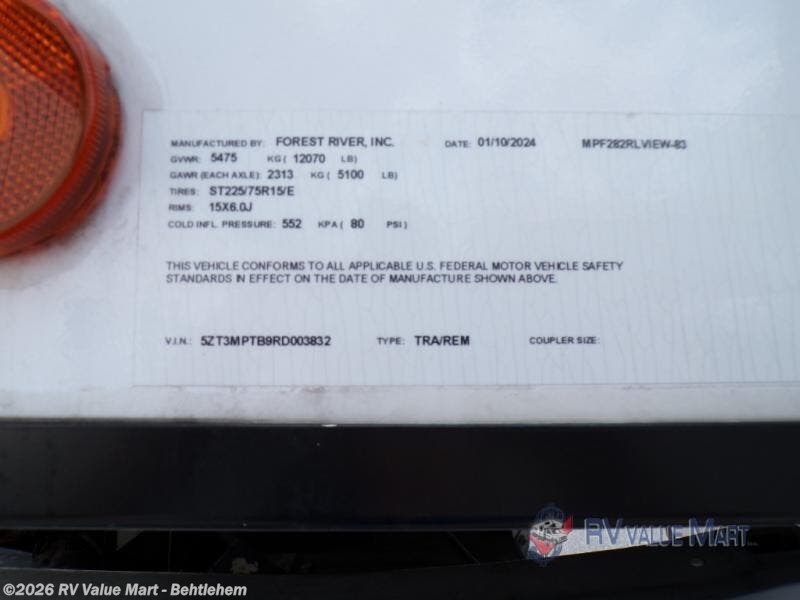 MANUFACTURED BY: FOREST RIVER, INC. DATE: 01/10/2024 MPF282RLVIEW-83
GVWR: 5475 KG ( 12070 LB)
GAWR (EACH AXLE): 2313 KG ( 5100 LB)
TIRES: ST225/75R15/E
RIMS: 15X6.0J
COLD INFL. PRESSURE: 552 KPA ( 80 PSI )
THIS VEHICLE CONFORMS TO ALL APPLICABLE U.S. FEDERAL MOTOR VEHICLE SAFETY
STANDARDS IN EFFECT ON THE DATE OF MANUFACTURE SHOWN ABOVE.
V.I.N.: 5ZT3MPTB9RD003832 TYPE: TRA/REM COUPLER SIZE:
RV VALUE MART
©2026 RV Value Mart - Behtlehem